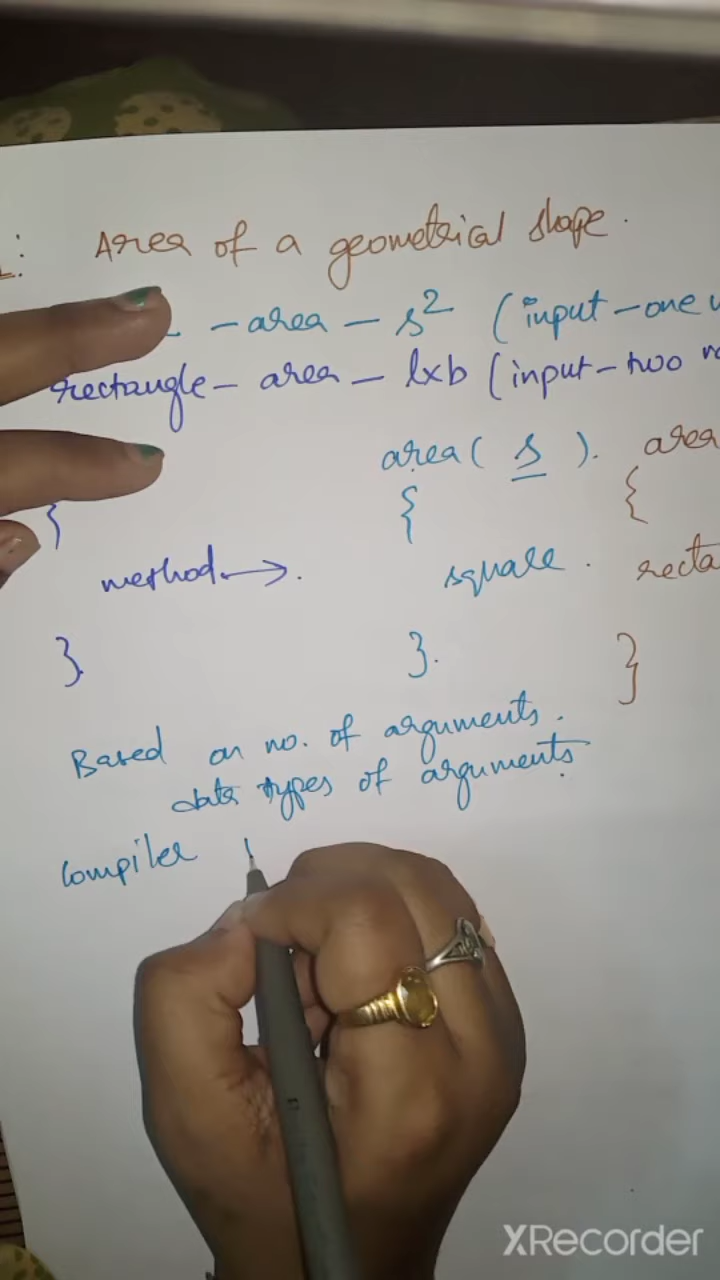 Area of a geometrical shape.
- area - s² (input - one
rectangle - area - lxb (input - two
area( s ). area
{ { {
method → . square . recta
} }. }
Based on no. of arguments.
data types of arguments
Compiler
XRecorder